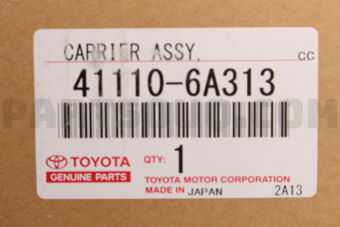 CARRIER ASSY, CC
41110-6A313
TOYOTA QTY: 1
GENUINE PARTS
TOYOTA MOTOR CORPORATION
MADE IN JAPAN 2A13